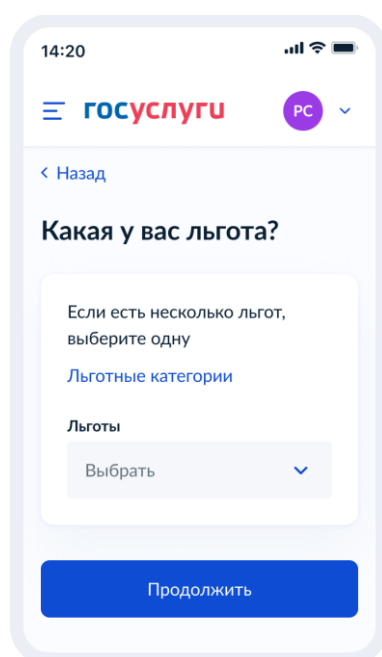 14:20
госуслуги
РС
Назад
Какая у вас льгота?
Если есть несколько льгот,
выберите одну
Льготные категории
Льготы
Выбрать
Продолжить